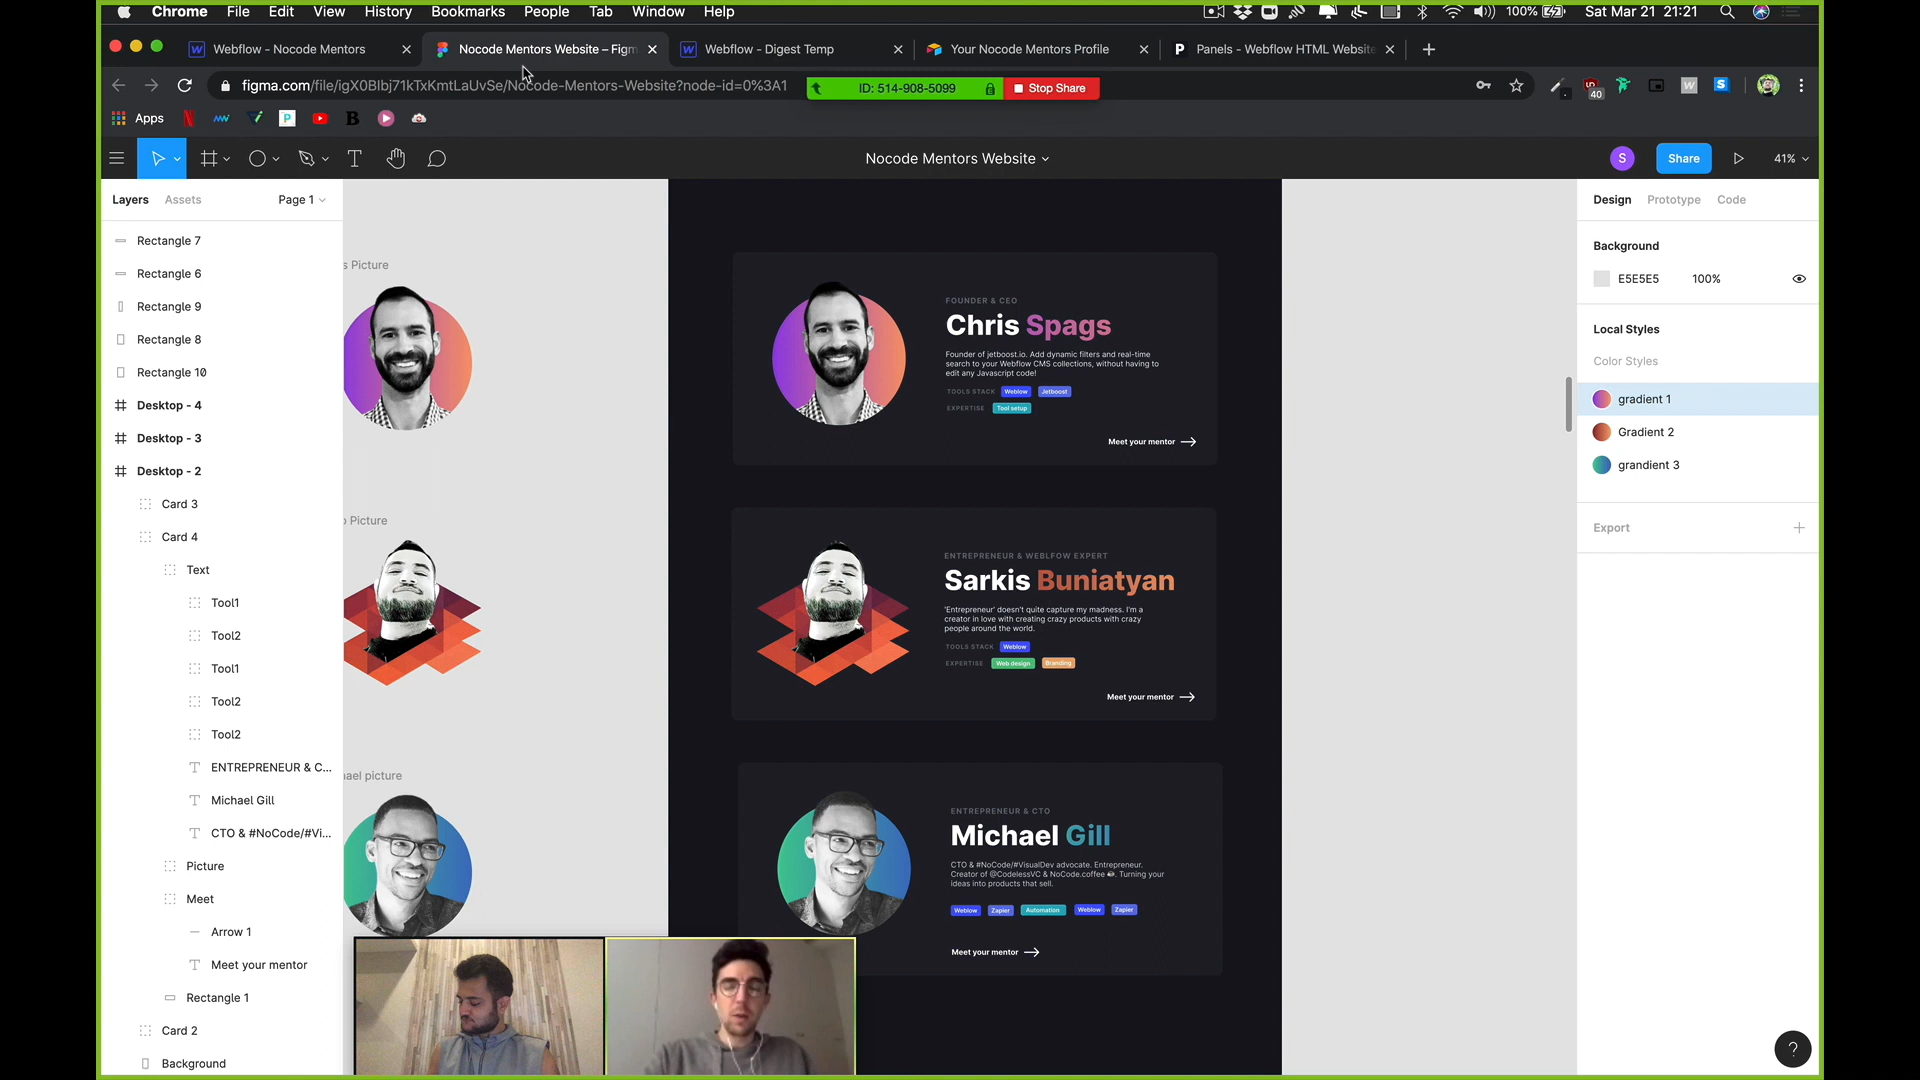 Chrome File Edit View History Bookmarks People Tab Window Help
100% Sat Mar 21 21:21
Webflow - Nocode Mentors
Nocode Mentors Website – Figm
Webflow - Digest Temp
Your Nocode Mentors Profile
Panels - Webflow HTML Website
figma.com/file/igX0BIbj71kTxKmtLaUvSe/Nocode-Mentors-Website?node-id=0%3A1
ID: 514-908-5099
Stop Share
40
Apps
Nocode Mentors Website
S
Share
41%
Layers
Assets
Page 1
Rectangle 7
Rectangle 6
Rectangle 9
Rectangle 8
Rectangle 10
Desktop - 4
Desktop - 3
Desktop - 2
Card 3
Card 4
Text
Tool1
Tool2
Tool1
Tool2
Tool2
ENTREPRENEUR & C...
Michael Gill
CTO & #NoCode/#Vi...
Picture
Meet
Arrow 1
Meet your mentor
Rectangle 1
Card 2
Background
s Picture
o Picture
hael picture
FOUNDER & CEO
Chris Spags
Founder of jetboost.io. Add dynamic filters and real-time
search to your Webflow CMS collections, without having to
edit any Javascript code!
TOOLS STACK Weblow Jetboost
EXPERTISE Tool setup
Meet your mentor
ENTREPRENEUR & WEBLFOW EXPERT
Sarkis Buniatyan
'Entrepreneur' doesn't quite capture my madness. I'm a
creator in love with creating crazy products with crazy
people around the world.
TOOLS STACK Weblow
EXPERTISE Web design Branding
Meet your mentor
ENTREPRENEUR & CTO
Michael Gill
CTO & #NoCode/#VisualDev advocate. Entrepreneur.
Creator of @CodelessVC & NoCode.coffee ☕. Turning your
ideas into products that sell.
Weblow Zapier Automation Weblow Zapier
Meet your mentor
Design
Prototype
Code
Background
E5E5E5 100%
Local Styles
Color Styles
gradient 1
Gradient 2
grandient 3
Export
?